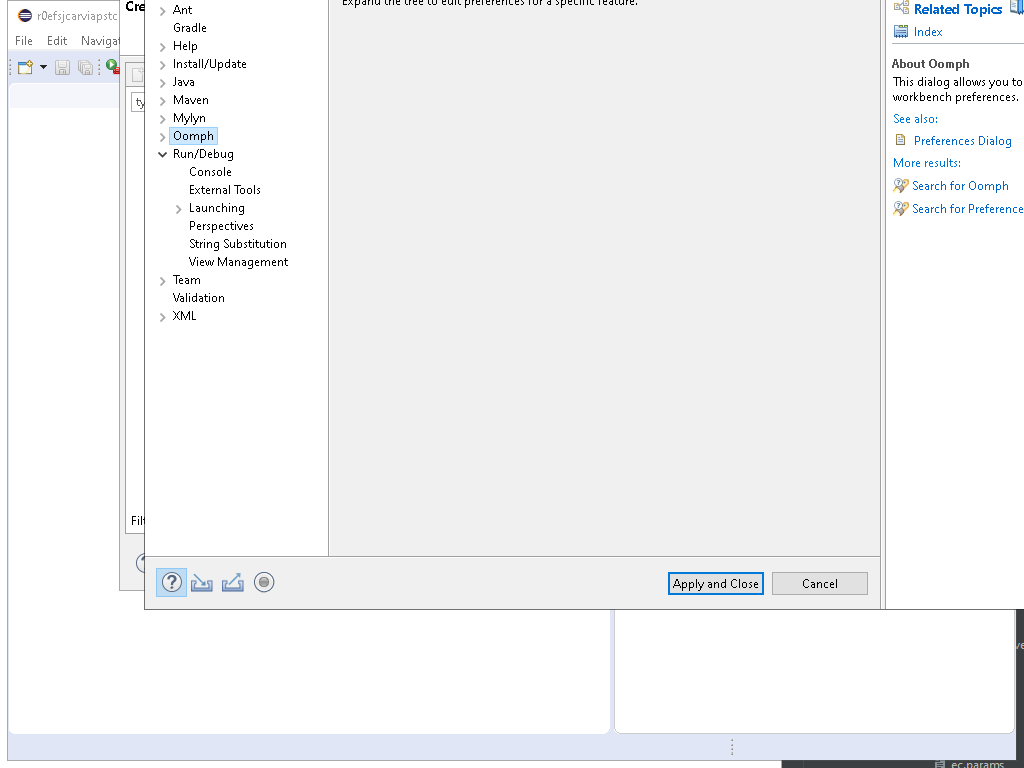 r0efsjcarviapstc
File Edit Navigat
Cre
ty
Filt
Ant
Gradle
Help
Install/Update
Java
Maven
Mylyn
Oomph
Run/Debug
Console
External Tools
Launching
Perspectives
String Substitution
View Management
Team
Validation
XML
Expand the tree to edit preferences for a specific feature.
Apply and Close
Cancel
Related Topics
Index
About Oomph
This dialog allows you to
workbench preferences.
See also:
Preferences Dialog
More results:
Search for Oomph
Search for Preference
ve
ec.params